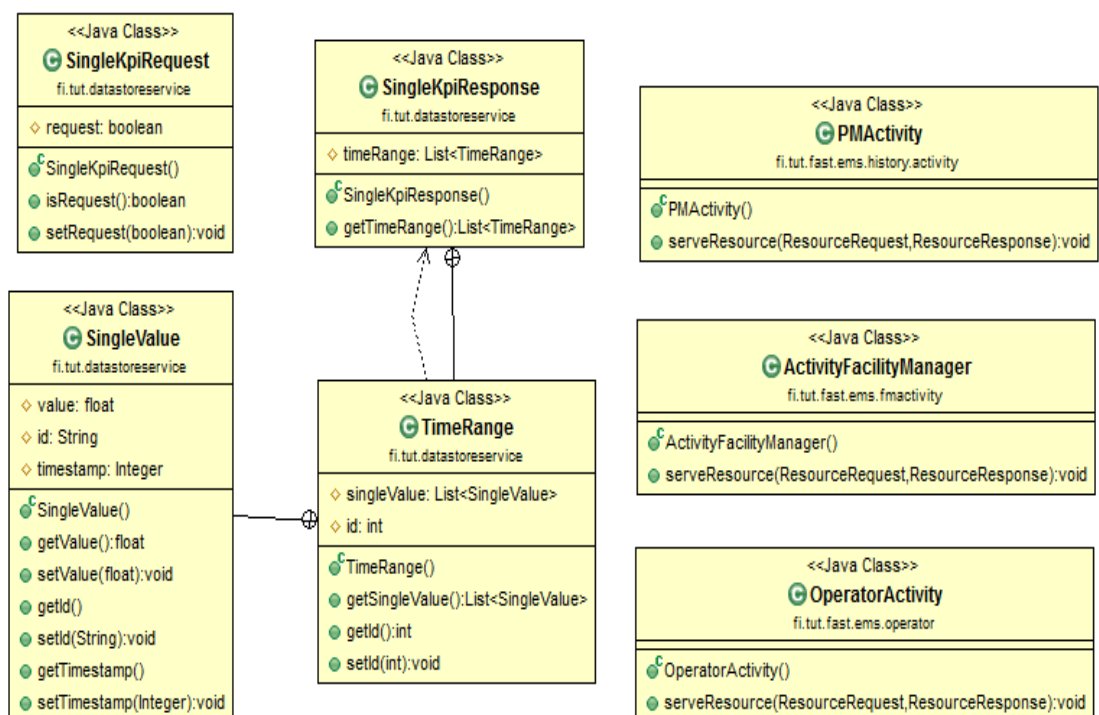 <<Java Class>>
SingleKpiRequest
fi.tut.datastoreservice
request: boolean
SingleKpiRequest()
isRequest():boolean
setRequest(boolean):void
<<Java Class>>
SingleKpiResponse
fi.tut.datastoreservice
timeRange: List<TimeRange>
SingleKpiResponse()
getTimeRange():List<TimeRange>
<<Java Class>>
PMActivity
fi.tut.fast.ems.history.activity
PMActivity()
serveResource(ResourceRequest,ResourceResponse):void
<<Java Class>>
SingleValue
fi.tut.datastoreservice
value: float
id: String
timestamp: Integer
SingleValue()
getValue():float
setValue(float):void
getId()
setId(String):void
getTimestamp()
setTimestamp(Integer):void
<<Java Class>>
TimeRange
fi.tut.datastoreservice
singleValue: List<SingleValue>
id: int
TimeRange()
getSingleValue():List<SingleValue>
getId():int
setId(int):void
<<Java Class>>
ActivityFacilityManager
fi.tut.fast.ems.fmactivity
ActivityFacilityManager()
serveResource(ResourceRequest,ResourceResponse):void
<<Java Class>>
OperatorActivity
fi.tut.fast.ems.operator
OperatorActivity()
serveResource(ResourceRequest,ResourceResponse):void